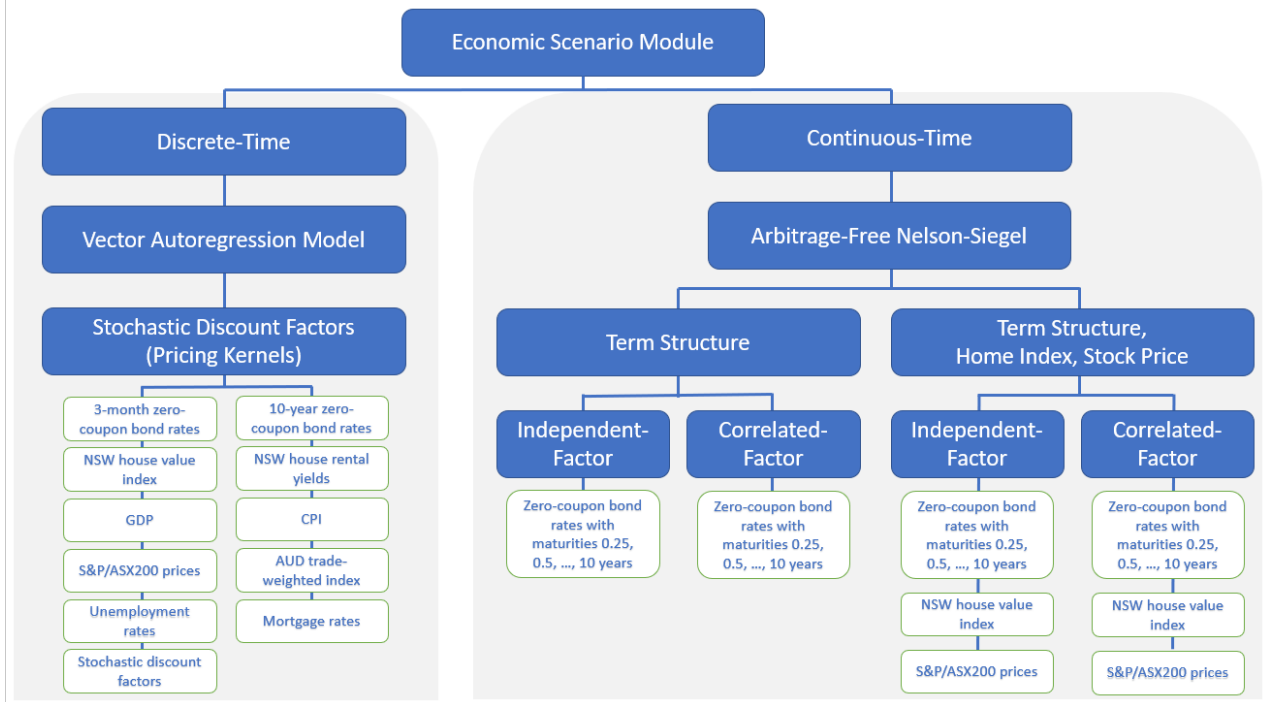 Economic Scenario Module
Discrete-Time
Vector Autoregression Model
Stochastic Discount Factors
(Pricing Kernels)
3-month zero-
coupon bond rates
NSW house value
index
GDP
S&P/ASX200 prices
Unemployment
rates
Stochastic discount
factors
10-year zero-
coupon bond rates
NSW house rental
yields
CPI
AUD trade-
weighted index
Mortgage rates
Continuous-Time
Arbitrage-Free Nelson-Siegel
Term Structure
Independent-
Factor
Zero-coupon bond
rates with
maturities 0.25,
0.5, ..., 10 years
Correlated-
Factor
Zero-coupon bond
rates with
maturities 0.25,
0.5, ..., 10 years
Term Structure,
Home Index, Stock Price
Independent-
Factor
Zero-coupon bond
rates with
maturities 0.25,
0.5, ..., 10 years
NSW house value
index
S&P/ASX200 prices
Correlated-
Factor
Zero-coupon bond
rates with
maturities 0.25,
0.5, ..., 10 years
NSW house value
index
S&P/ASX200 prices